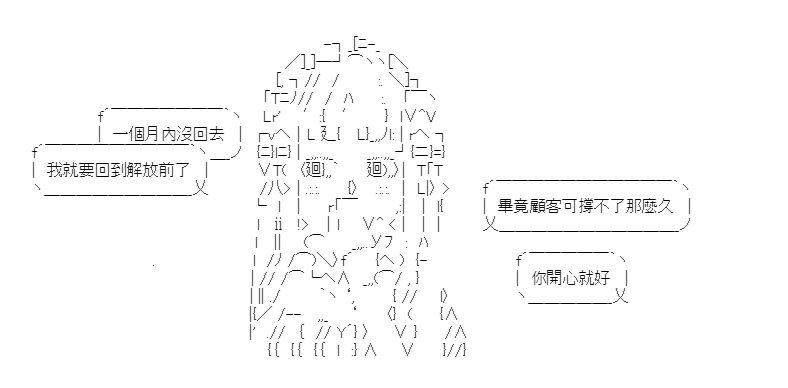 一個月內沒回去
我就要回到解放前了
畢竟顧客可撐不了那麼久
你開心就好